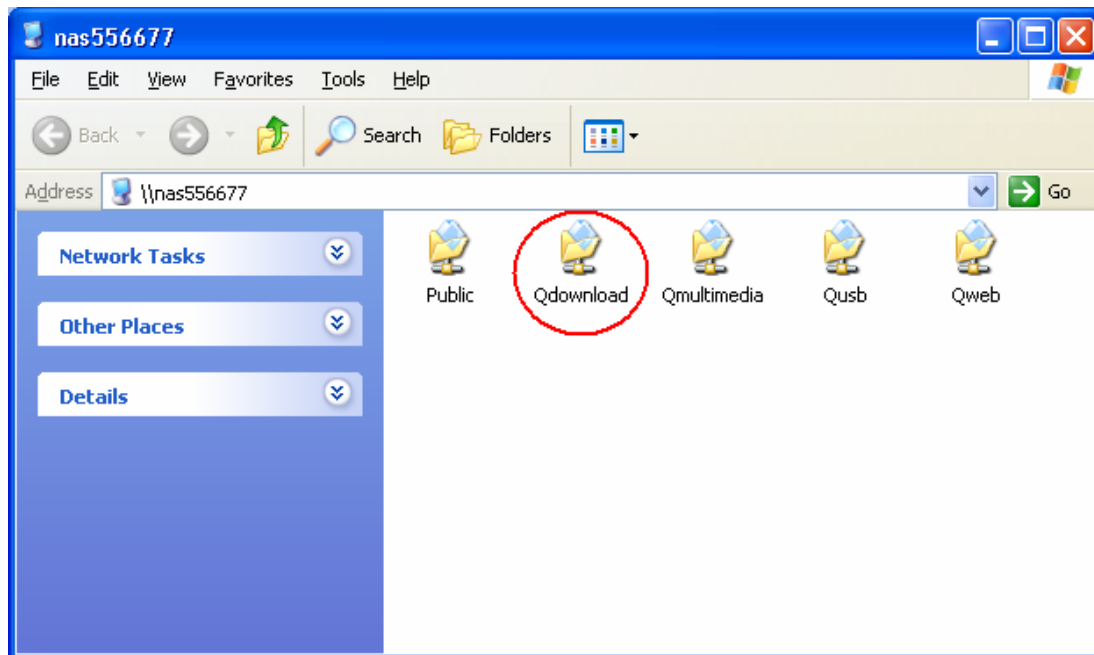 nas556677
File Edit View Favorites Tools Help
Back Search Folders
Address \\nas556677 Go
Network Tasks
Other Places
Details
Public Qdownload Qmultimedia Qusb Qweb